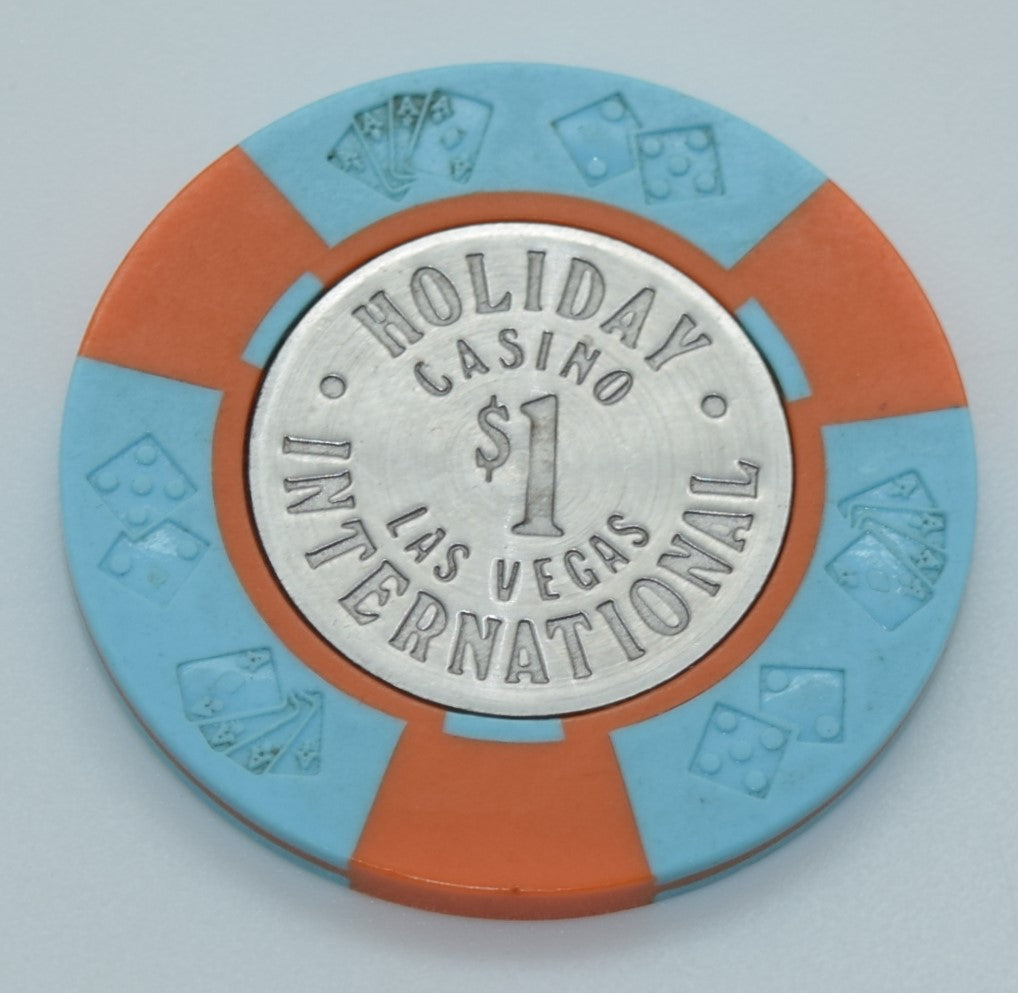 HOLIDAY
CASINO
$1
LAS VEGAS
INTERNATIONAL